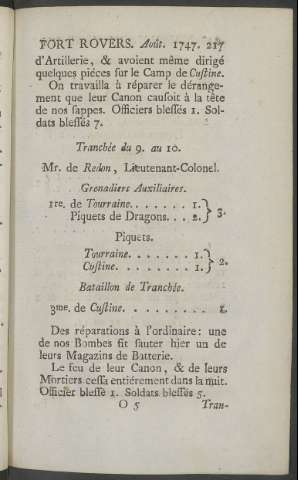 FORT ROVERS. Août. 1747. 217
d'Artillerie, & avoient même dirigé
quelques piéces sur le Camp de Custine.
On travailla à réparer le dérange-
ment que leur Canon causoit à la tête
de nos sappes. Officiers blessés 1. Sol-
dats blessés 7.
Tranchée du 9. au 10.
Mr. de Redon, Lieutenant-Colonel.
Grenadiers Auxiliaires.
1re. de Touraine. . . . . . . 1. } 3.
Piquets de Dragons. . . 2.
Piquets.
Touraine. . . . . . . 1. } 2.
Custine. . . . . . . . 1.
Bataillon de Tranchée.
3me. de Custine. . . . . . . . . 1.
Des réparations à l'ordinaire: une
de nos Bombes fit sauter hier un de
leurs Magazins de Batterie.
Le feu de leur Canon, & de leurs
Mortiers cessa entiérement dans la nuit.
Officier blessé 1. Soldats blessés 5.
O 5 Tran-